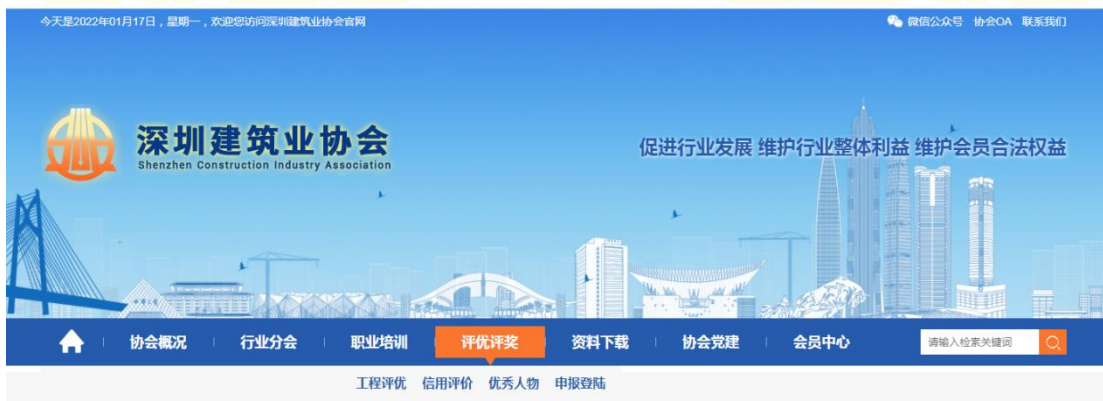 今天是2022年01月17日，星期一，欢迎您访问深圳建筑业协会官网
微信公众号 协会OA 联系我们
深圳建筑业协会
Shenzhen Construction Industry Association
促进行业发展 维护行业整体利益 维护会员合法权益
协会概况 行业分会 职业培训 评优评奖 资料下载 协会党建 会员中心 请输入检索关键词
工程评优 信用评价 优秀人物 申报登陆